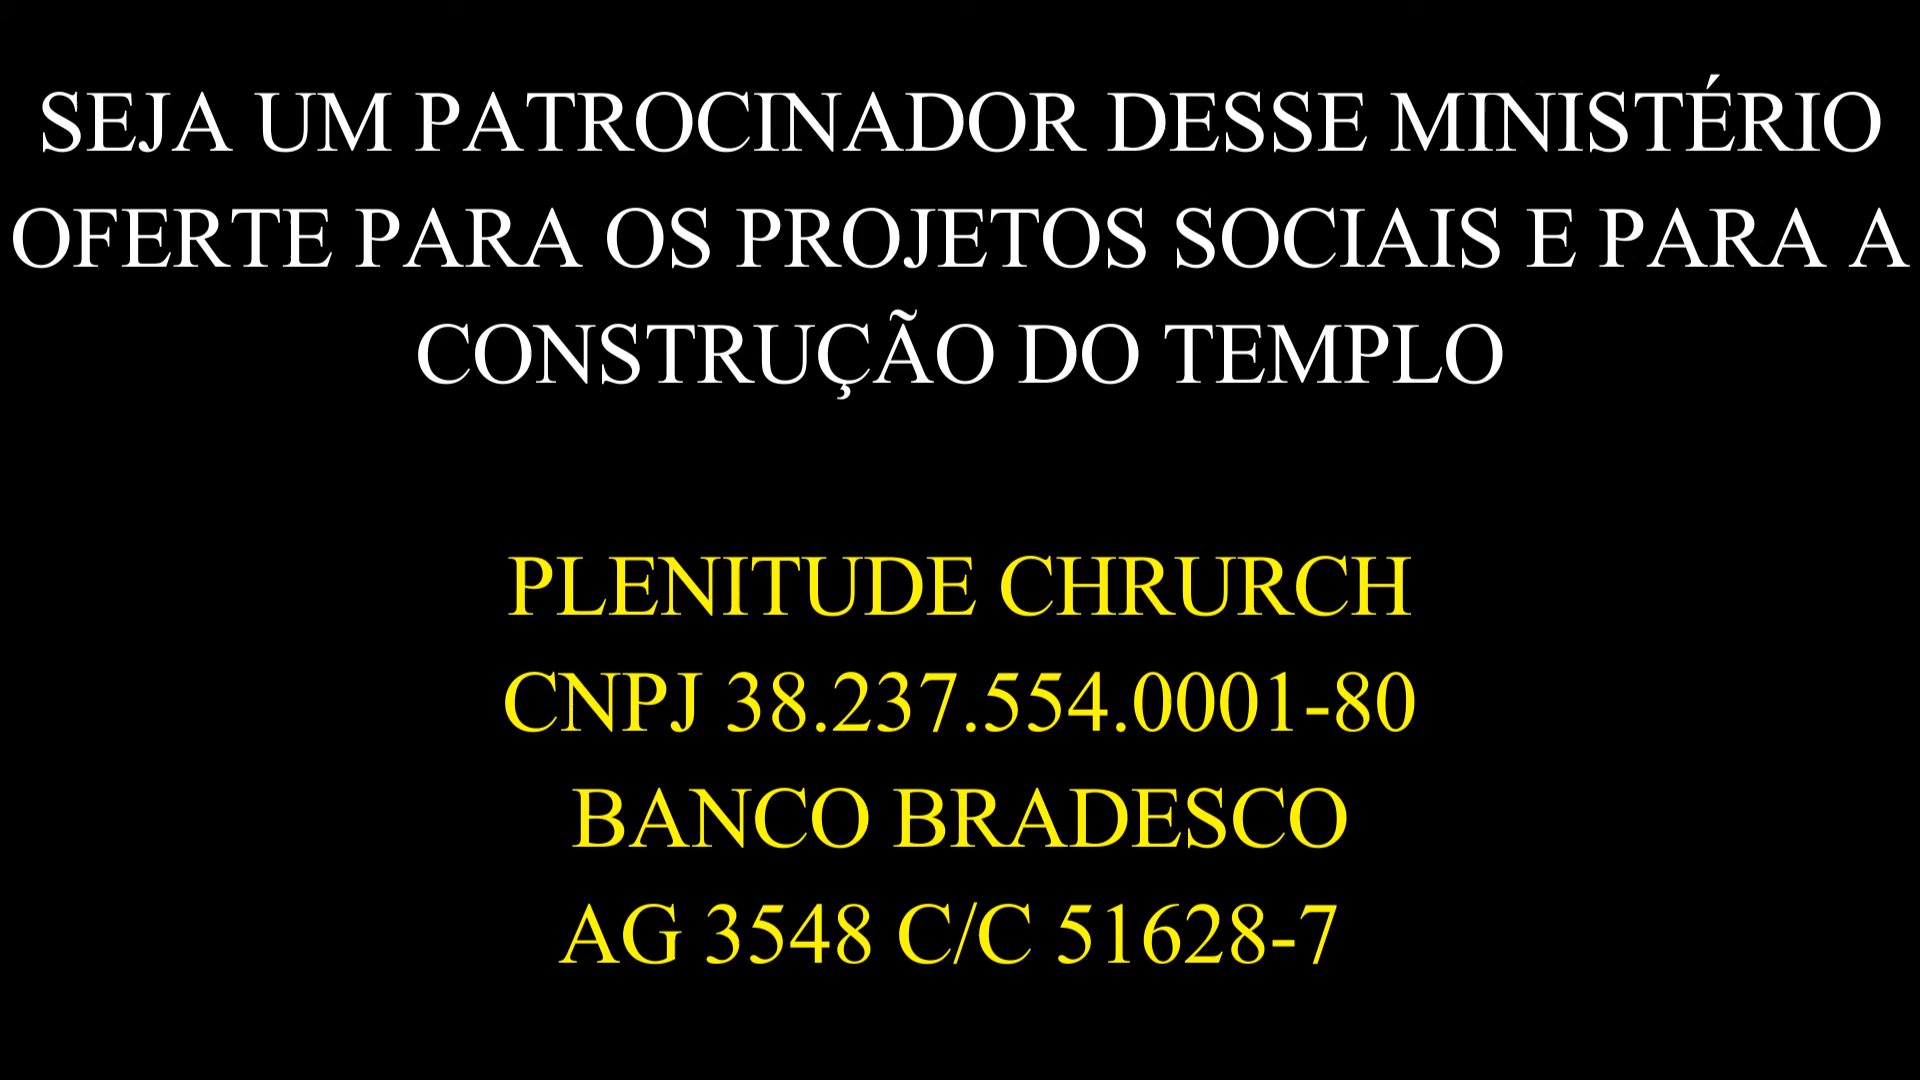 SEJA UM PATROCINADOR DESSE MINISTÉRIO
OFERTE PARA OS PROJETOS SOCIAIS E PARA A
CONSTRUÇÃO DO TEMPLO
PLENITUDE CHRURCH
CNPJ 38.237.554.0001-80
BANCO BRADESCO
AG 3548 C/C 51628-7